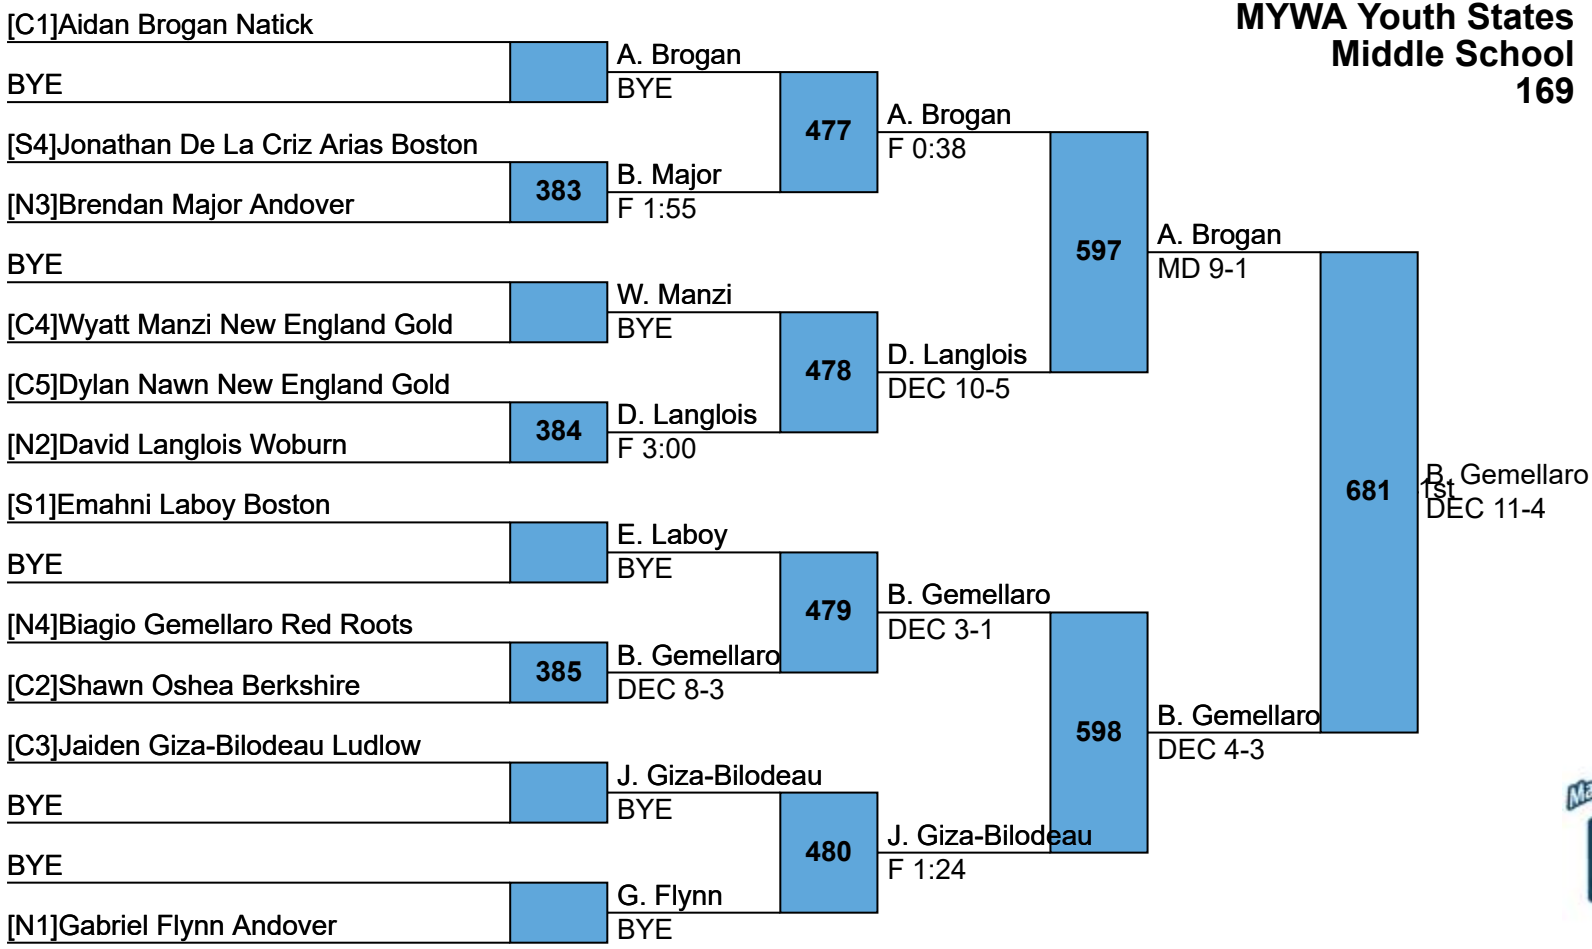 MYWA Youth States
Middle School
169
[C1]Aidan Brogan Natick
BYE
[S4]Jonathan De La Criz Arias Boston
383
[N3]Brendan Major Andover
BYE
[C4]Wyatt Manzi New England Gold
[C5]Dylan Nawn New England Gold
384
[N2]David Langlois Woburn
[S1]Emahni Laboy Boston
BYE
[N4]Biagio Gemellaro Red Roots
385
[C2]Shawn Oshea Berkshire
[C3]Jaiden Giza-Bilodeau Ludlow
BYE
BYE
[N1]Gabriel Flynn Andover
A. Brogan
BYE
477
B. Major
F 1:55
W. Manzi
BYE
478
D. Langlois
F 3:00
E. Laboy
BYE
479
B. Gemellaro
DEC 8-3
J. Giza-Bilodeau
BYE
480
G. Flynn
BYE
A. Brogan
F 0:38
597
D. Langlois
DEC 10-5
B. Gemellaro
DEC 3-1
598
J. Giza-Bilodeau
F 1:24
A. Brogan
MD 9-1
681
B. Gemellaro
DEC 4-3
B. Gemellaro
1st
DEC 11-4